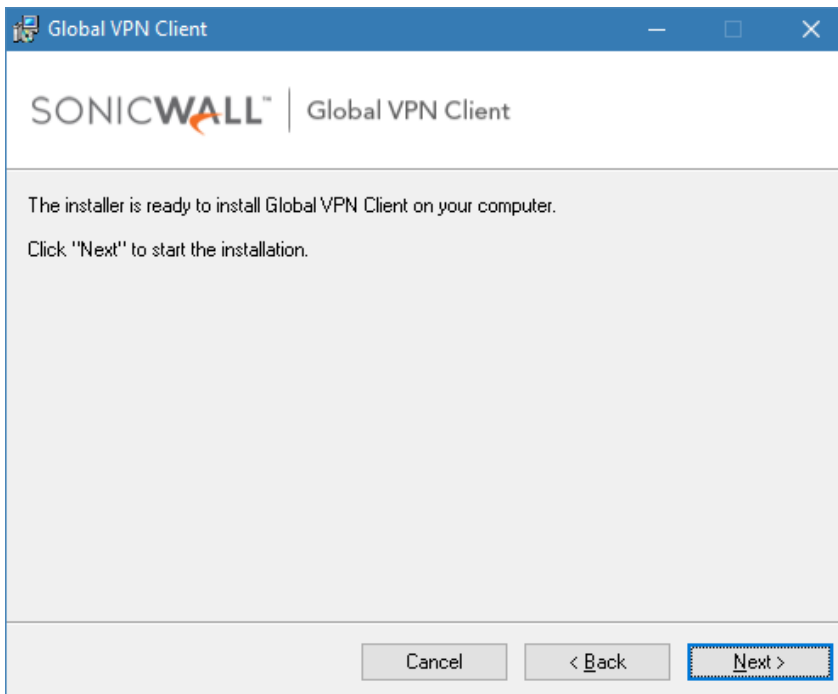 Global VPN Client
SONICWALL™ | Global VPN Client
The installer is ready to install Global VPN Client on your computer.
Click "Next" to start the installation.
Cancel < Back Next >